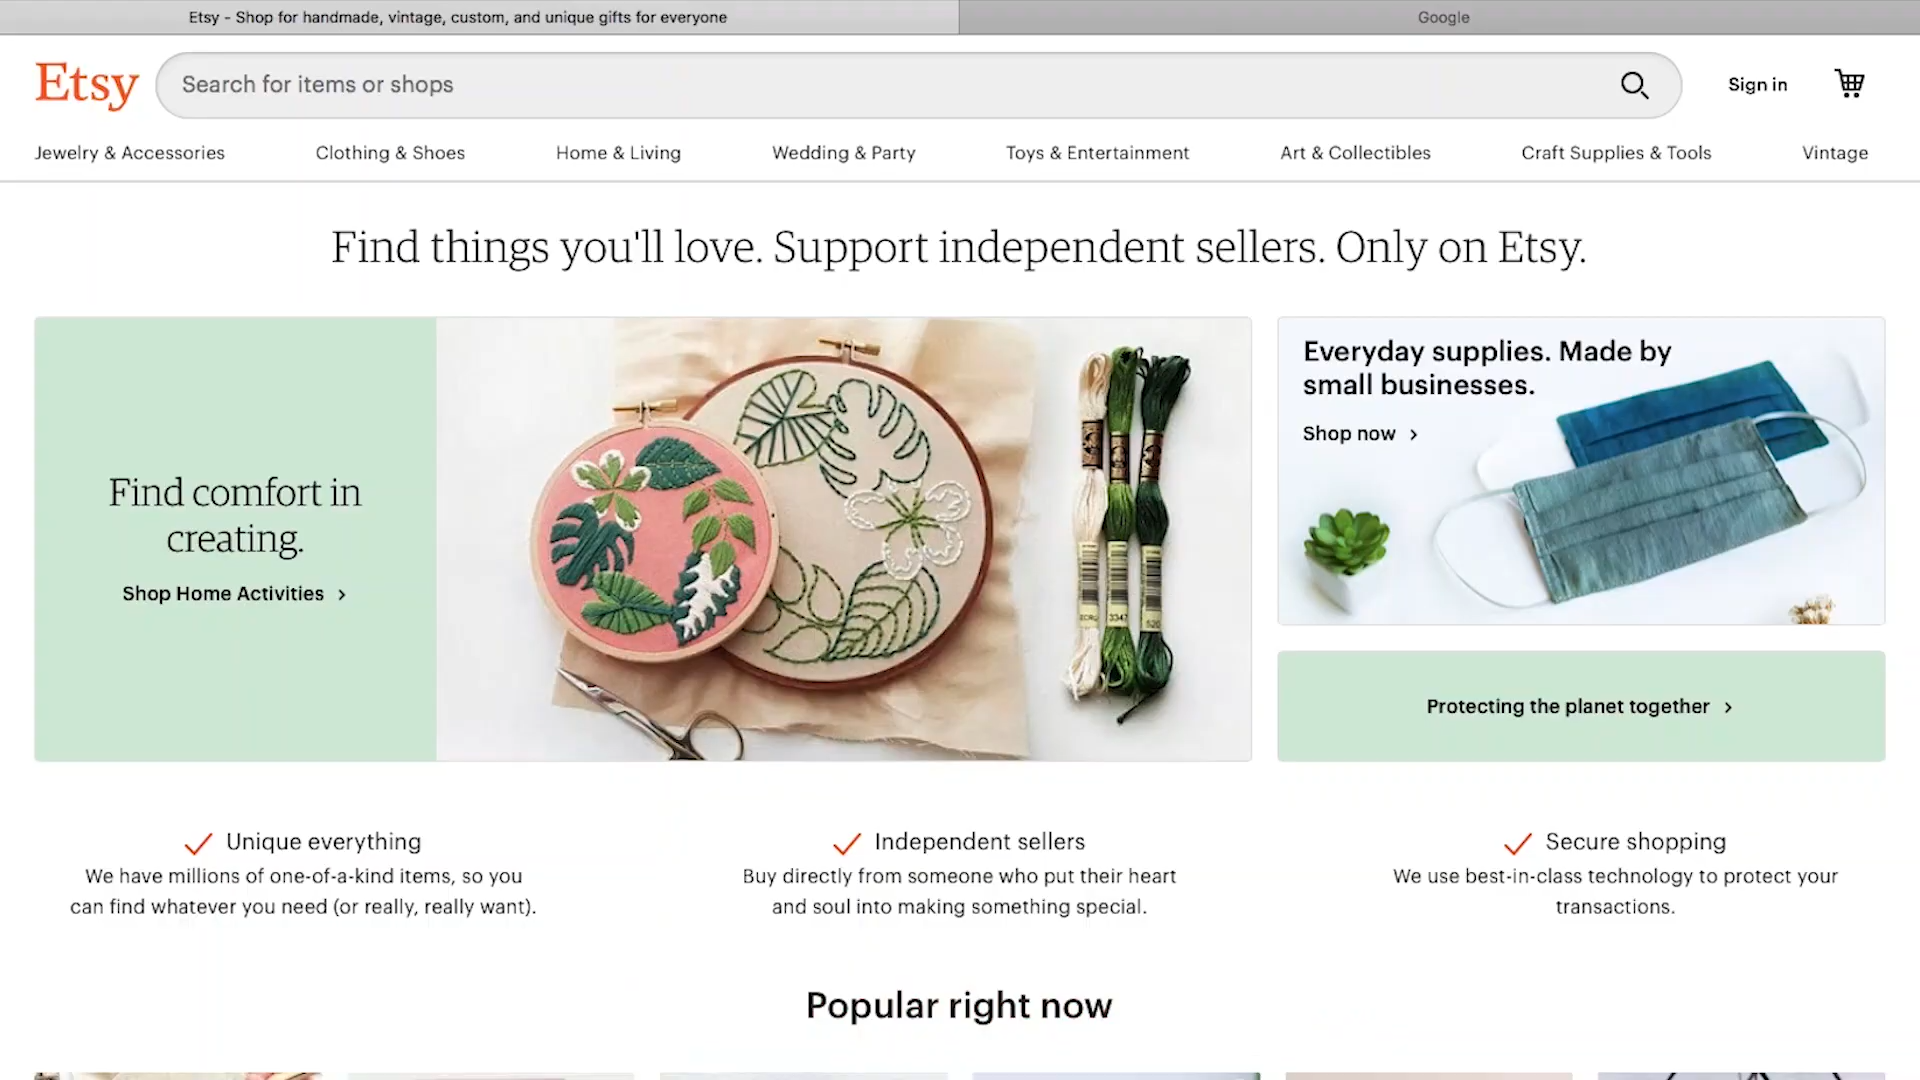 Etsy - Shop for handmade, vintage, custom, and unique gifts for everyone
Google
Etsy
Search for items or shops
Sign in
Jewelry & Accessories
Clothing & Shoes
Home & Living
Wedding & Party
Toys & Entertainment
Art & Collectibles
Craft Supplies & Tools
Vintage
Find things you'll love. Support independent sellers. Only on Etsy.
Find comfort in
creating.
Shop Home Activities
3347
520
Everyday supplies. Made by
small businesses.
Shop now
Protecting the planet together
Unique everything
We have millions of one-of-a-kind items, so you
can find whatever you need (or really, really want).
Independent sellers
Buy directly from someone who put their heart
and soul into making something special.
Secure shopping
We use best-in-class technology to protect your
transactions.
Popular right now